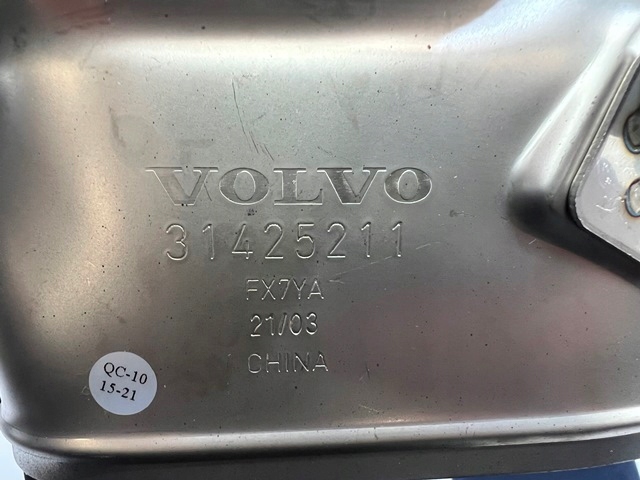 VOLVO
31425211
FX7YA
21/03
CHINA
QC-10
15-21